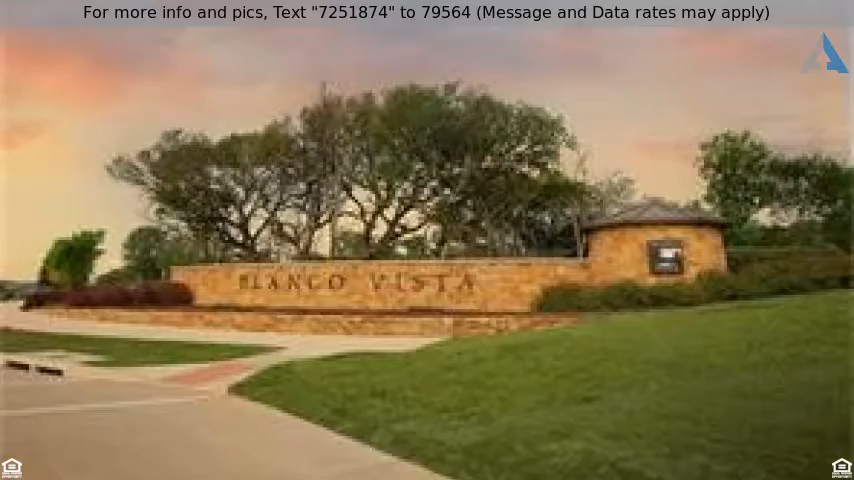 For more info and pics, Text "7251874" to 79564 (Message and Data rates may apply)
BLANCO VISTA